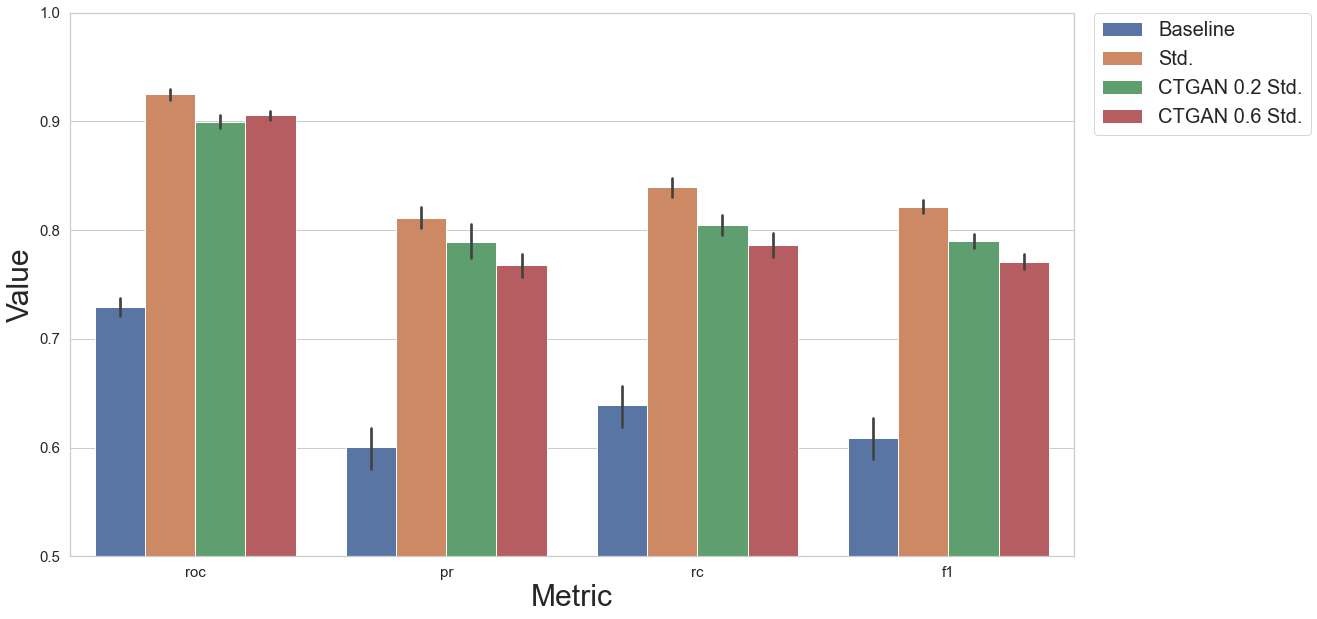 1.0
0.9
0.8
0.7
0.6
0.5
Value
roc
pr
rc
f1
Metric
Baseline
Std.
CTGAN 0.2 Std.
CTGAN 0.6 Std.